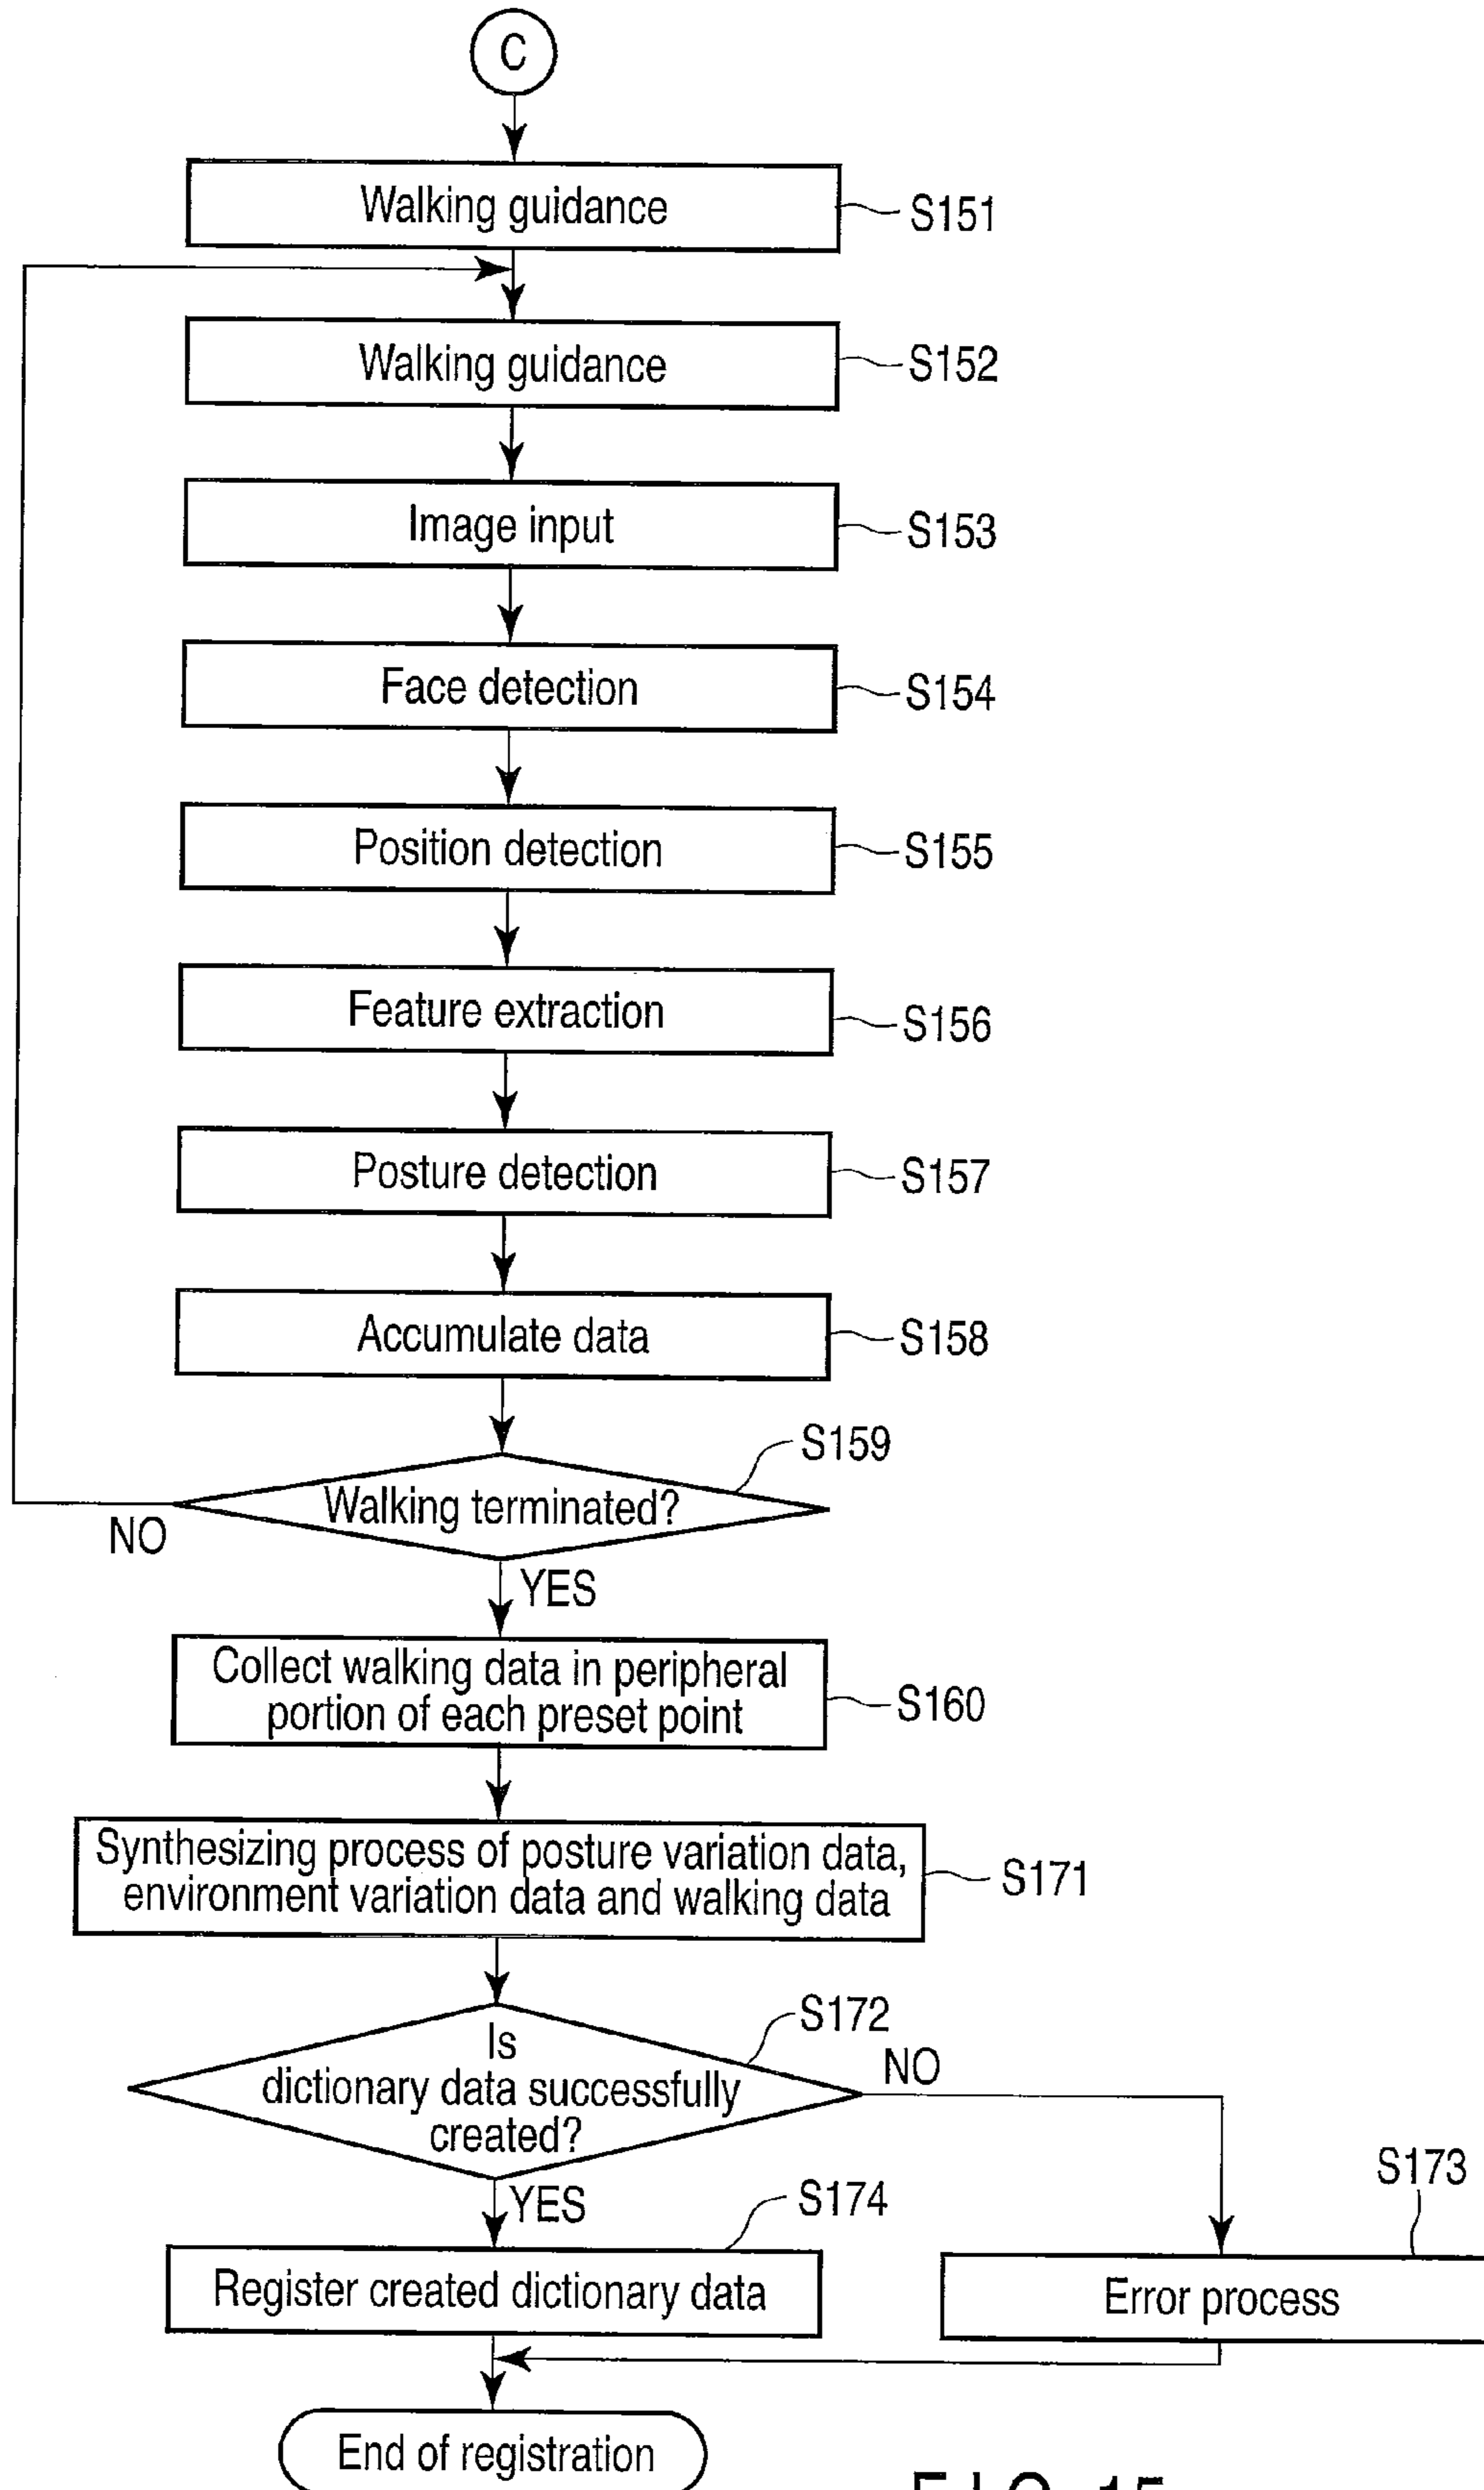 C
Walking guidance
S151
Walking guidance
S152
Image input
S153
Face detection
S154
Position detection
S155
Feature extraction
S156
Posture detection
S157
Accumulate data
S158
S159
Walking terminated?
NO
YES
Collect walking data in peripheral
portion of each preset point
S160
Synthesizing process of posture variation data,
environment variation data and walking data
S171
S172
Is
dictionary data successfully
created?
NO
YES
S174
S173
Register created dictionary data
Error process
End of registration
FIG. 15